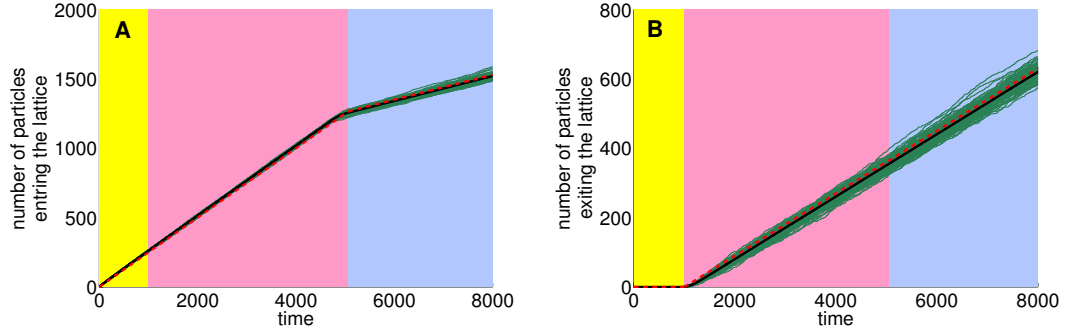 A
number of particles
entring the lattice
2000
1500
1000
500
0
0 2000 4000 6000 8000
time
B
number of particles
exiting the lattice
800
600
400
200
0
2000 4000 6000 8000
time